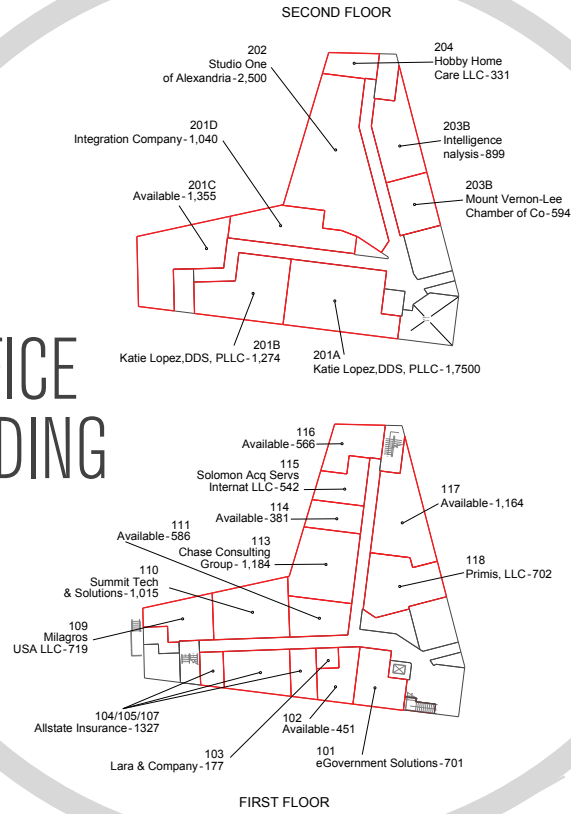 SECOND FLOOR
202
Studio One
of Alexandria-2,500
204
Hobby Home
Care LLC-331
201D
Integration Company-1,040
203B
Intelligence
nalysis-899
201C
Available-1,355
203B
Mount Vernon-Lee
Chamber of Co-594
201B
Katie Lopez,DDS, PLLC-1,274
201A
Katie Lopez,DDS, PLLC-1,7500
FICE
DING
116
Available-566
115
Solomon Acq Servs
Internat LLC-542
117
Available-1,164
114
Available-381
111
Available-586
113
Chase Consulting
Group-1,184
118
Primis, LLC-702
110
Summit Tech
& Solutions-1,015
109
Milagros
USA LLC-719
104/105/107
Allstate Insurance-1327
102
Available-451
103
Lara & Company-177
101
eGovernment Solutions-701
FIRST FLOOR